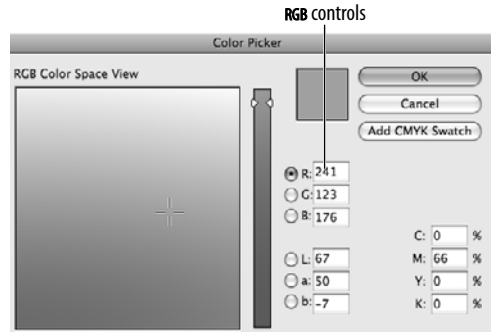 RGB controls
Color Picker
RGB Color Space View
OK
Cancel
Add CMYK Swatch
R: 241
G: 123
B: 176
L: 67
a: 50
b: -7
C: 0 %
M: 66 %
Y: 0 %
K: 0 %